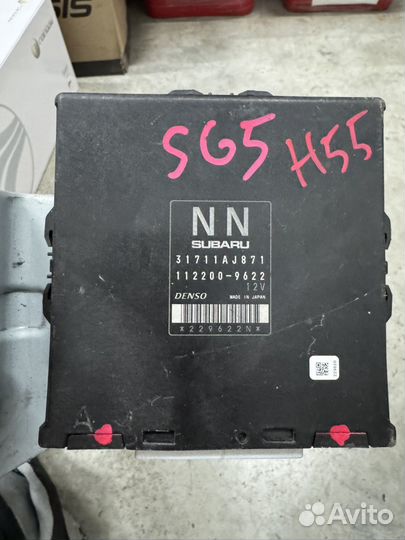 SG5 H55
NN
SUBARU
31711AJ871
112200-9622
12V
DENSO MADE IN JAPAN
*229622N*
A
Avito